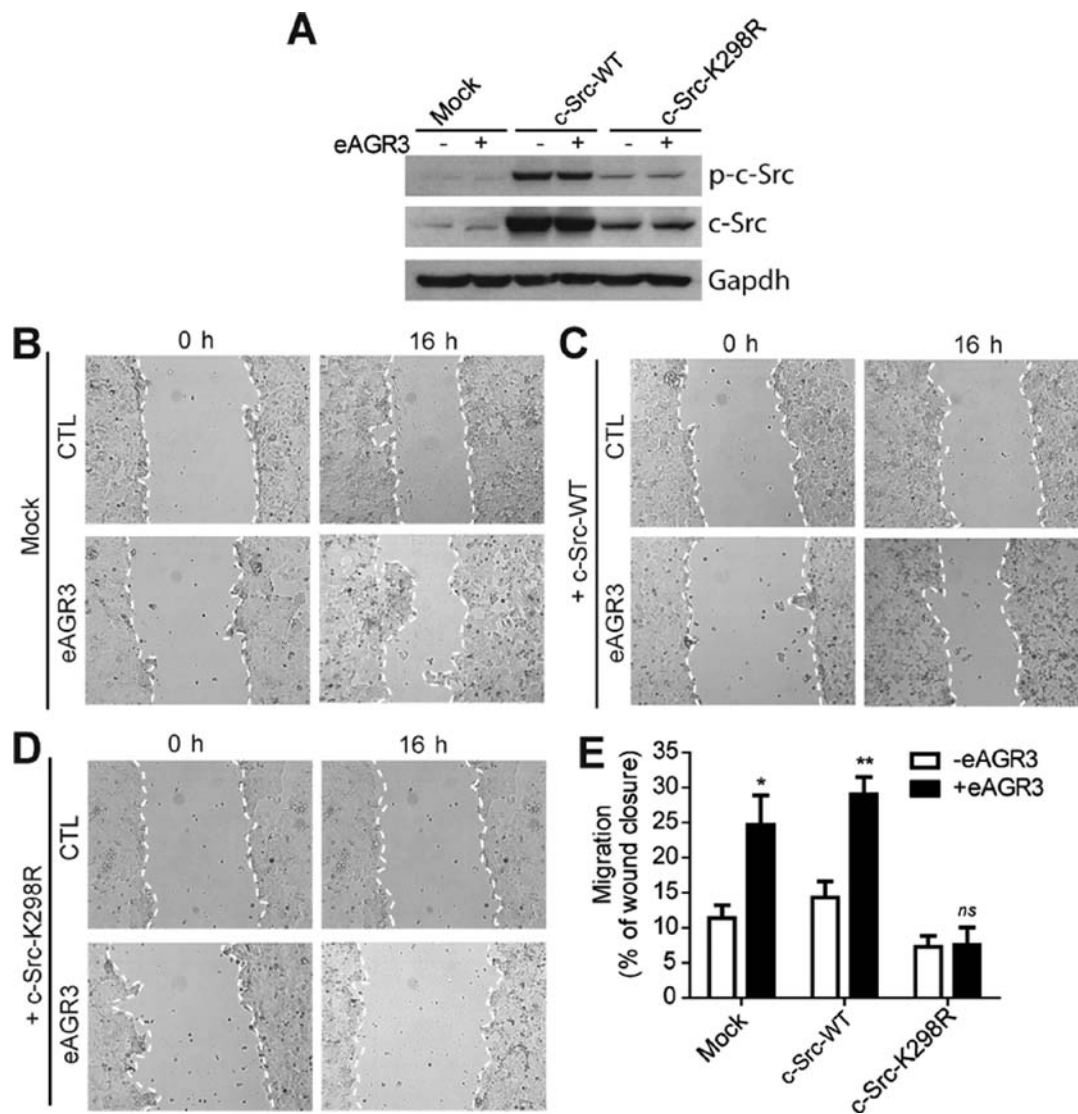 A
Mock
c-Src-WT
c-Src-K298R
eAGR3 - + - + - +
p-c-Src
c-Src
Gapdh
B
0 h
16 h
Mock
CTL
eAGR3
C
0 h
16 h
+ c-Src-WT
CTL
eAGR3
D
0 h
16 h
+ c-Src-K298R
CTL
eAGR3
E
Migration
(% of wound closure)
35
30
25
20
15
10
5
0
*
**
ns
-eAGR3
+eAGR3
Mock
c-Src-WT
c-Src-K298R